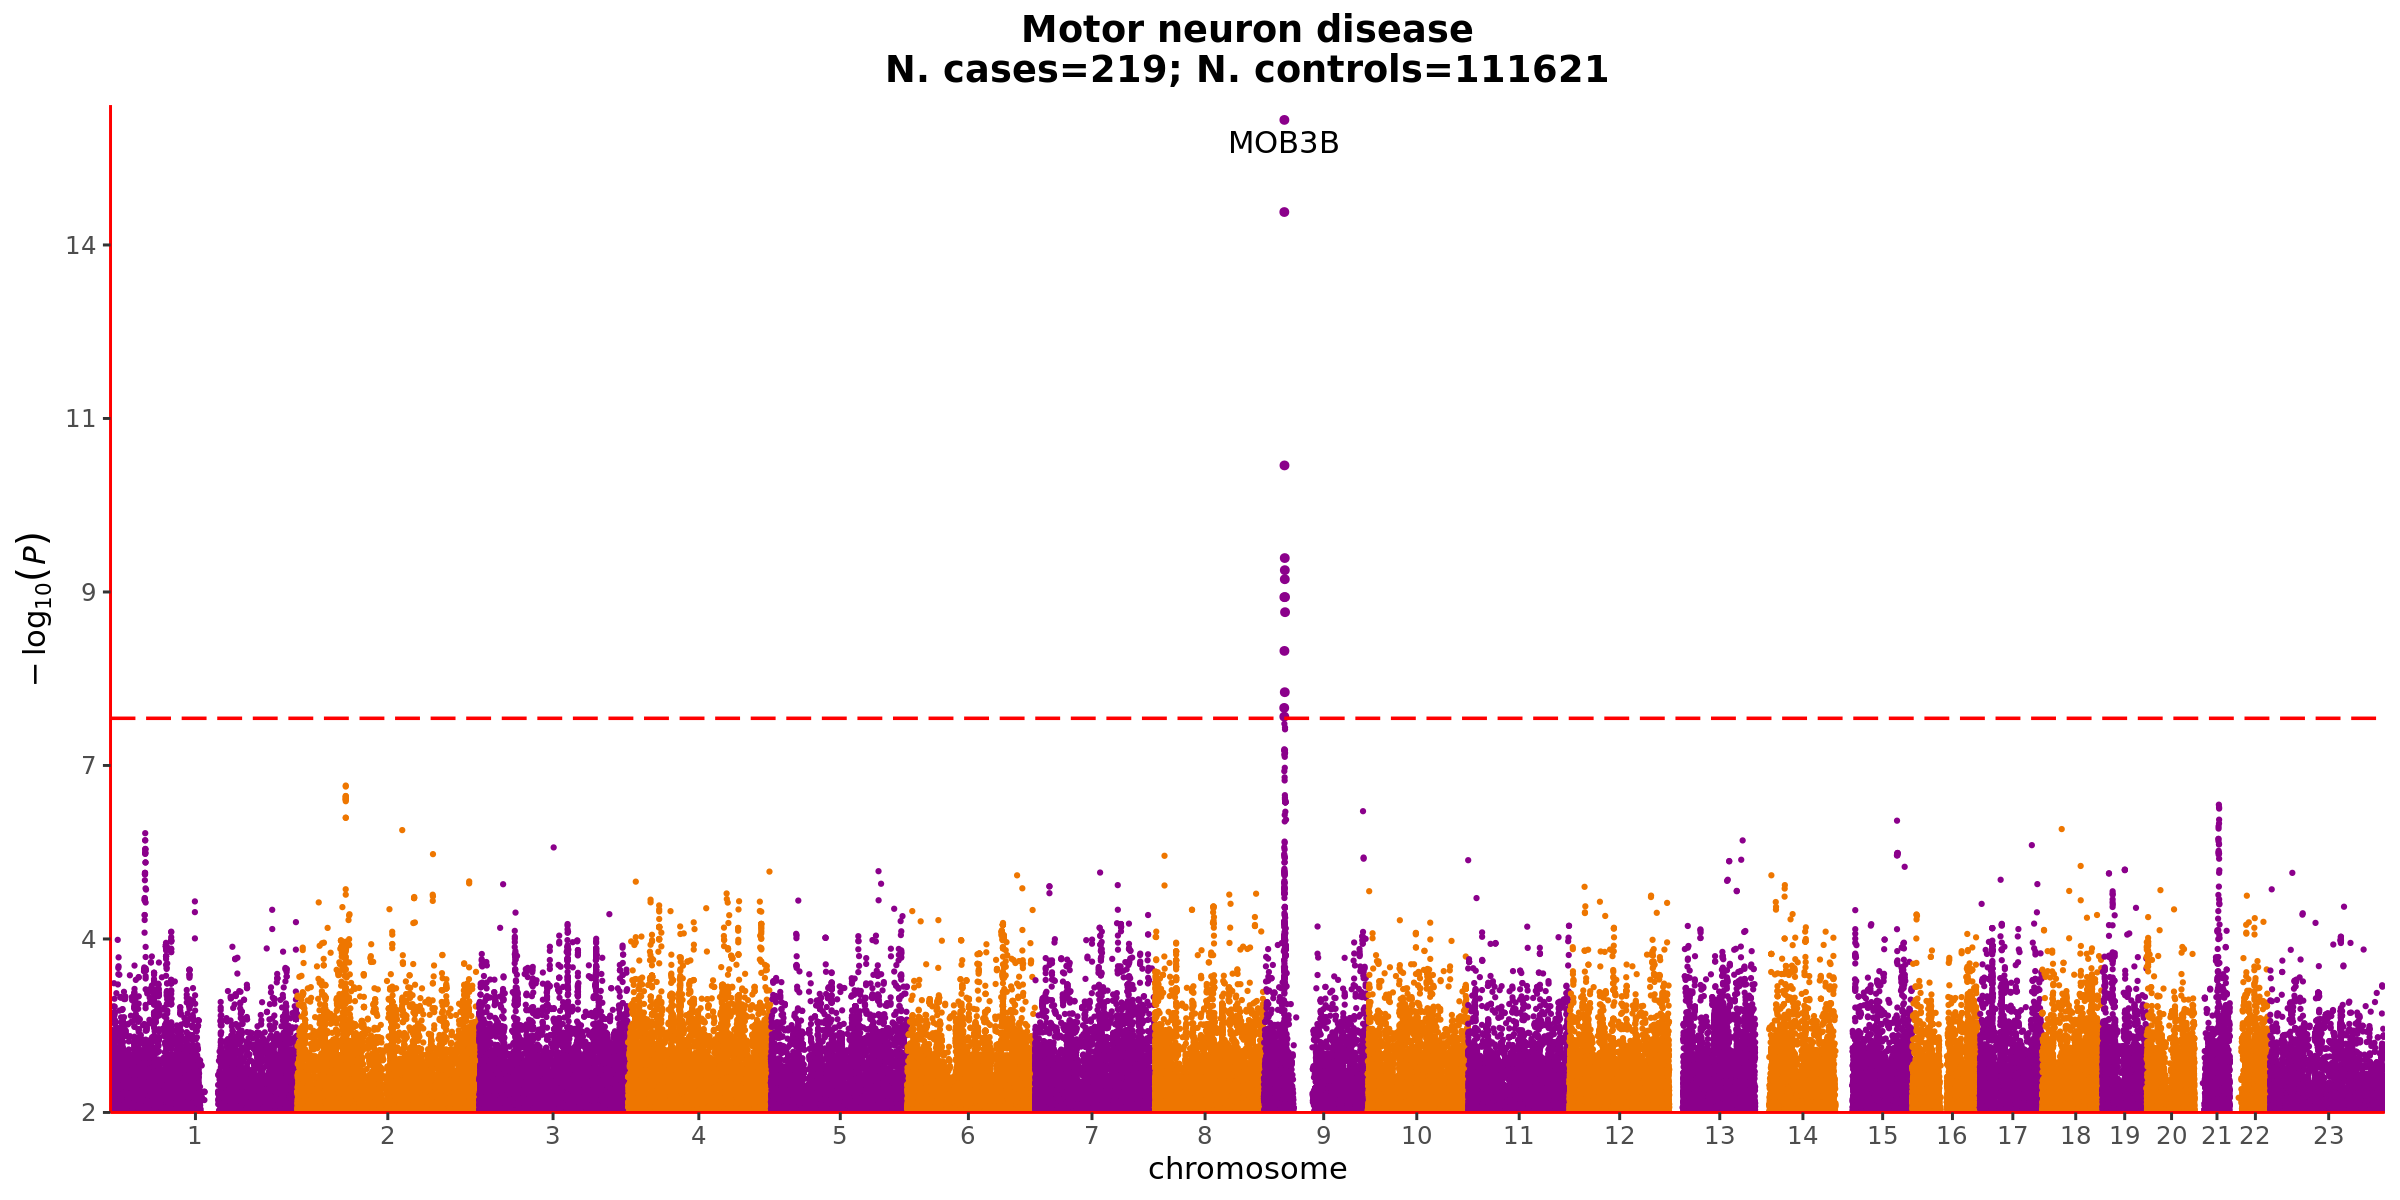 Motor neuron disease
N. cases=219; N. controls=111621
MOB3B
14
11
9
7
4
2
−log₁₀(P)
1 2 3 4 5 6 7 8 9 10 11 12 13 14 15 16 17 18 19 20 21 22 23
chromosome